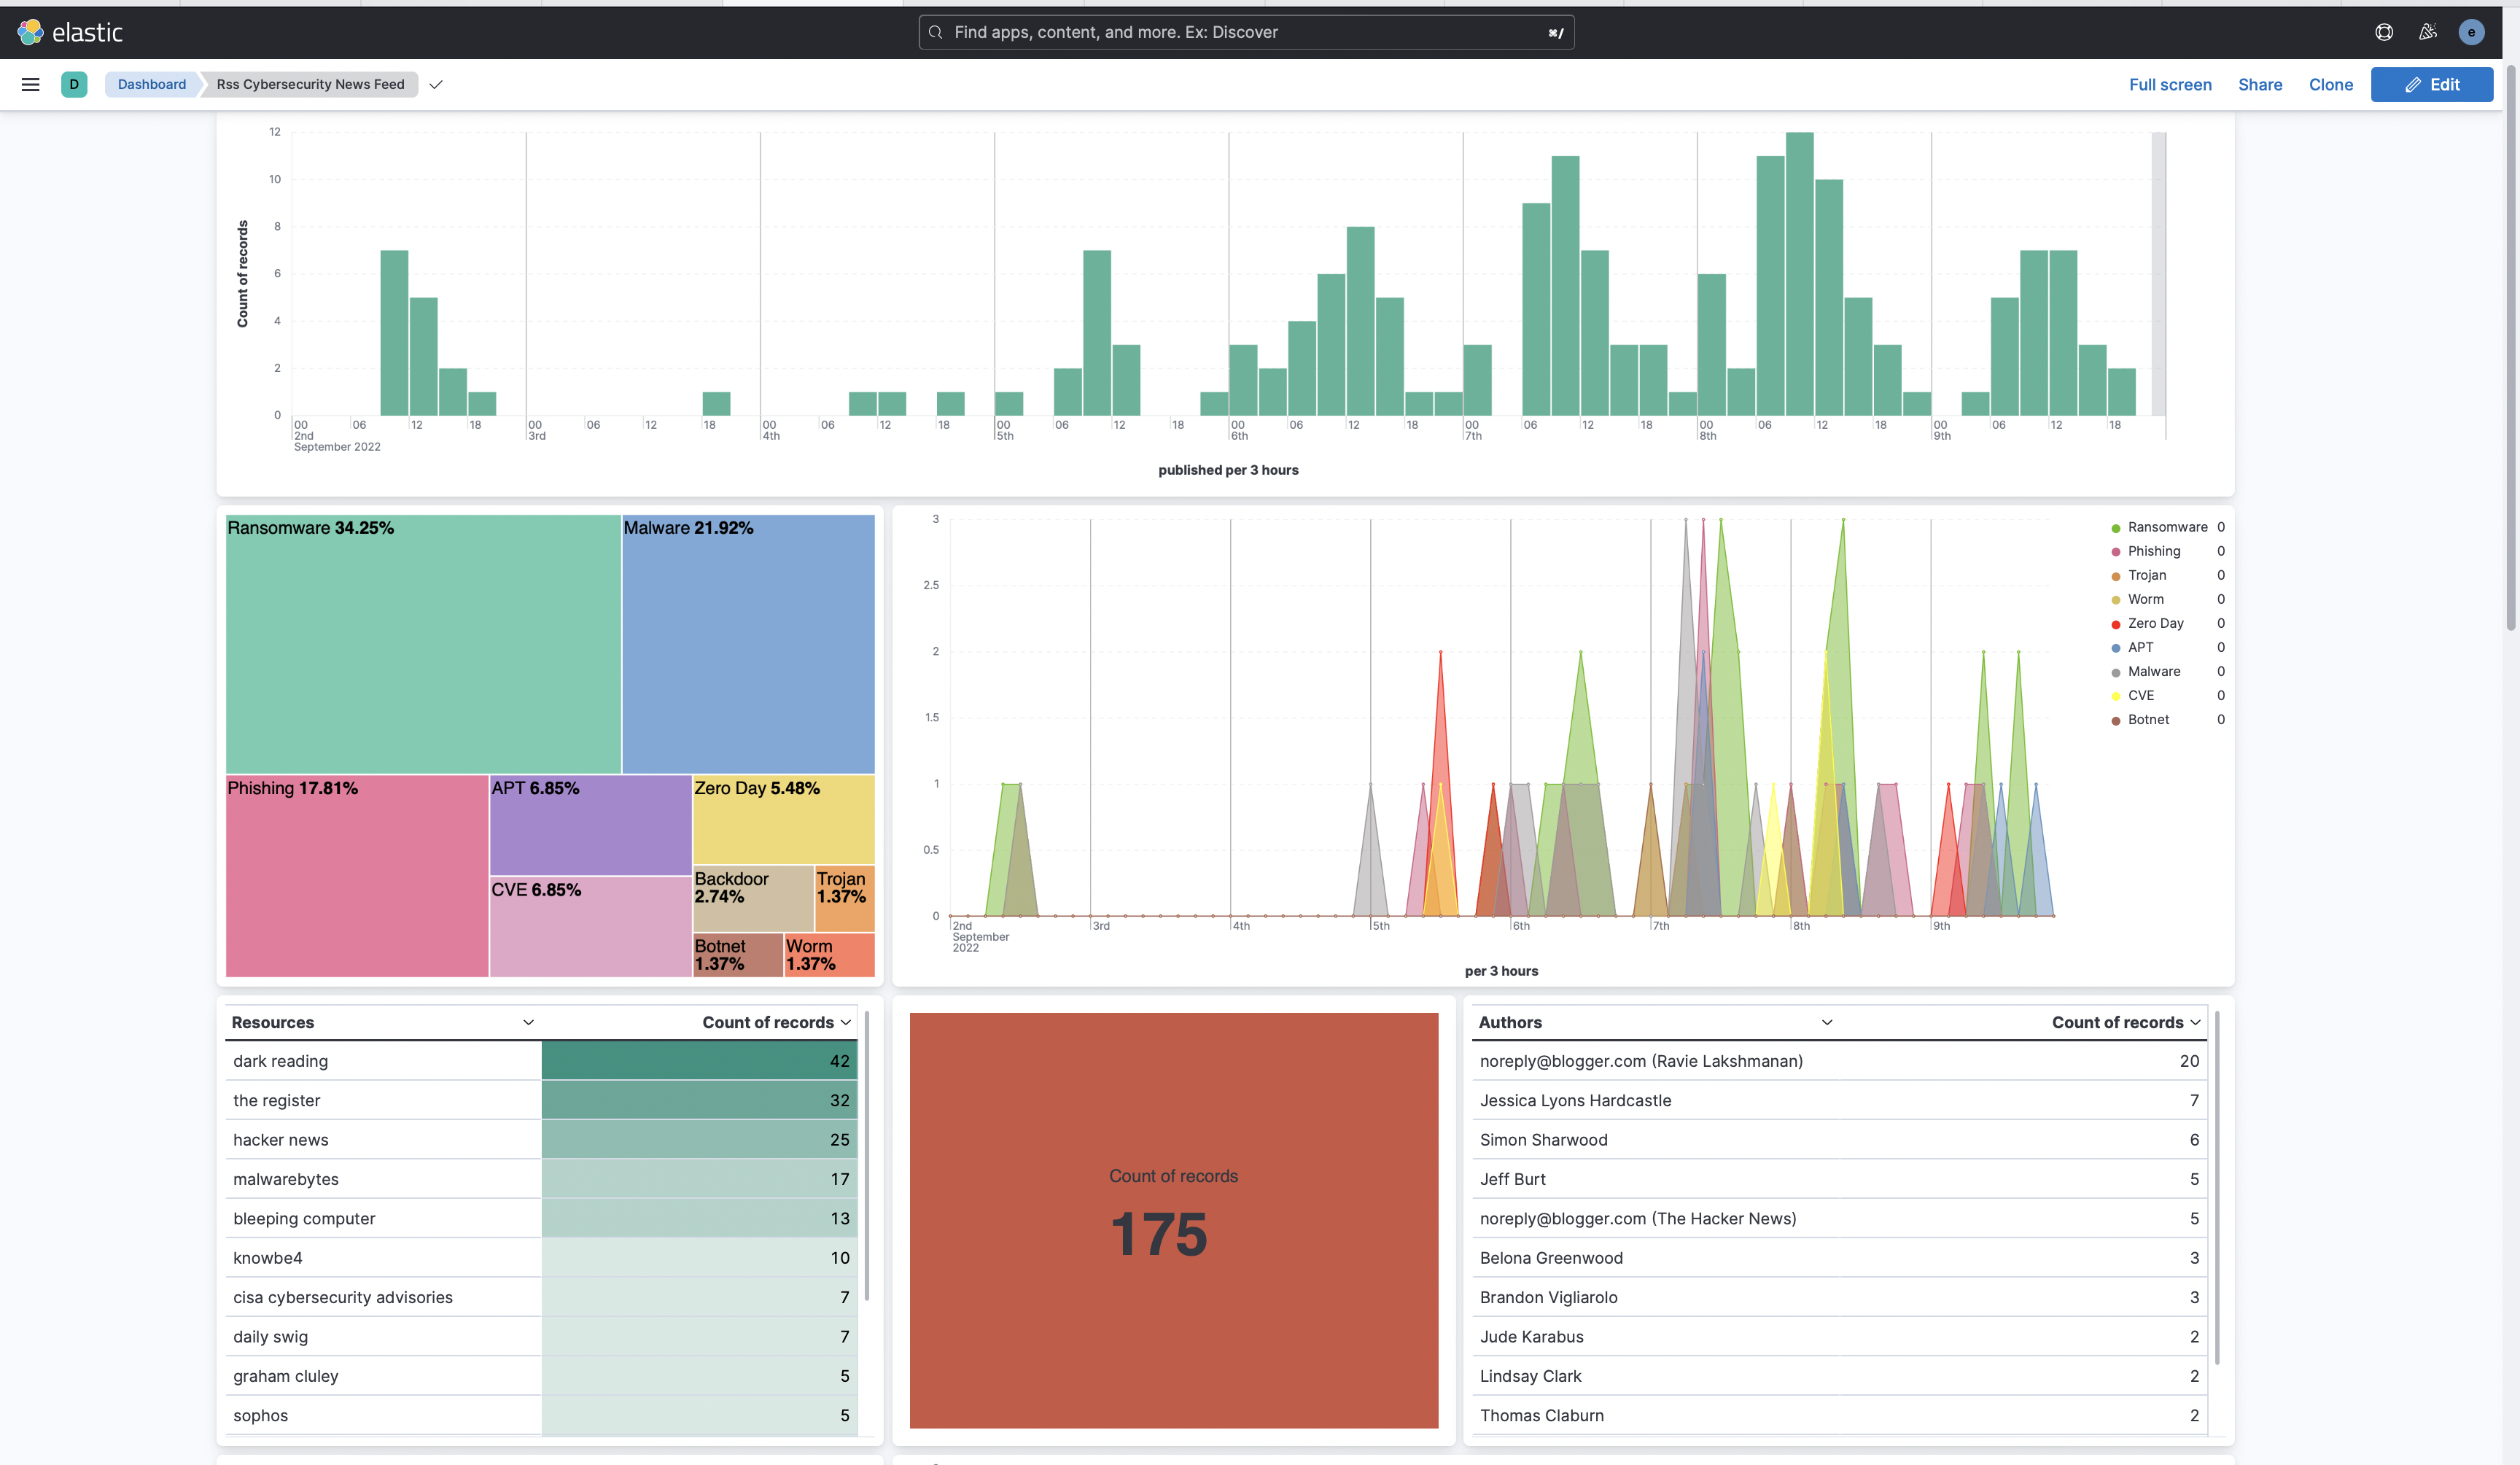 elastic
Find apps, content, and more. Ex: Discover
⌘/
e
D
Dashboard
Rss Cybersecurity News Feed
Full screen
Share
Clone
Edit
12
10
8
6
4
2
0
Count of records
00 06 12 18 00 06 12 18 00 06 12 18 00 06 12 18 00 06 12 18 00 06 12 18 00 06 12 18 00 06 12 18
2nd 3rd 4th 5th 6th 7th 8th 9th
September 2022
published per 3 hours
Ransomware 34.25%
Malware 21.92%
Phishing 17.81%
APT 6.85%
Zero Day 5.48%
CVE 6.85%
Backdoor
2.74%
Trojan
1.37%
Botnet
1.37%
Worm
1.37%
3
2.5
2
1.5
1
0.5
0
2nd 3rd 4th 5th 6th 7th 8th 9th
September
2022
per 3 hours
Ransomware 0
Phishing 0
Trojan 0
Worm 0
Zero Day 0
APT 0
Malware 0
CVE 0
Botnet 0
Resources Count of records
dark reading 42
the register 32
hacker news 25
malwarebytes 17
bleeping computer 13
knowbe4 10
cisa cybersecurity advisories 7
daily swig 7
graham cluley 5
sophos 5
Count of records
175
Authors Count of records
noreply@blogger.com (Ravie Lakshmanan) 20
Jessica Lyons Hardcastle 7
Simon Sharwood 6
Jeff Burt 5
noreply@blogger.com (The Hacker News) 5
Belona Greenwood 3
Brandon Vigliarolo 3
Jude Karabus 2
Lindsay Clark 2
Thomas Claburn 2